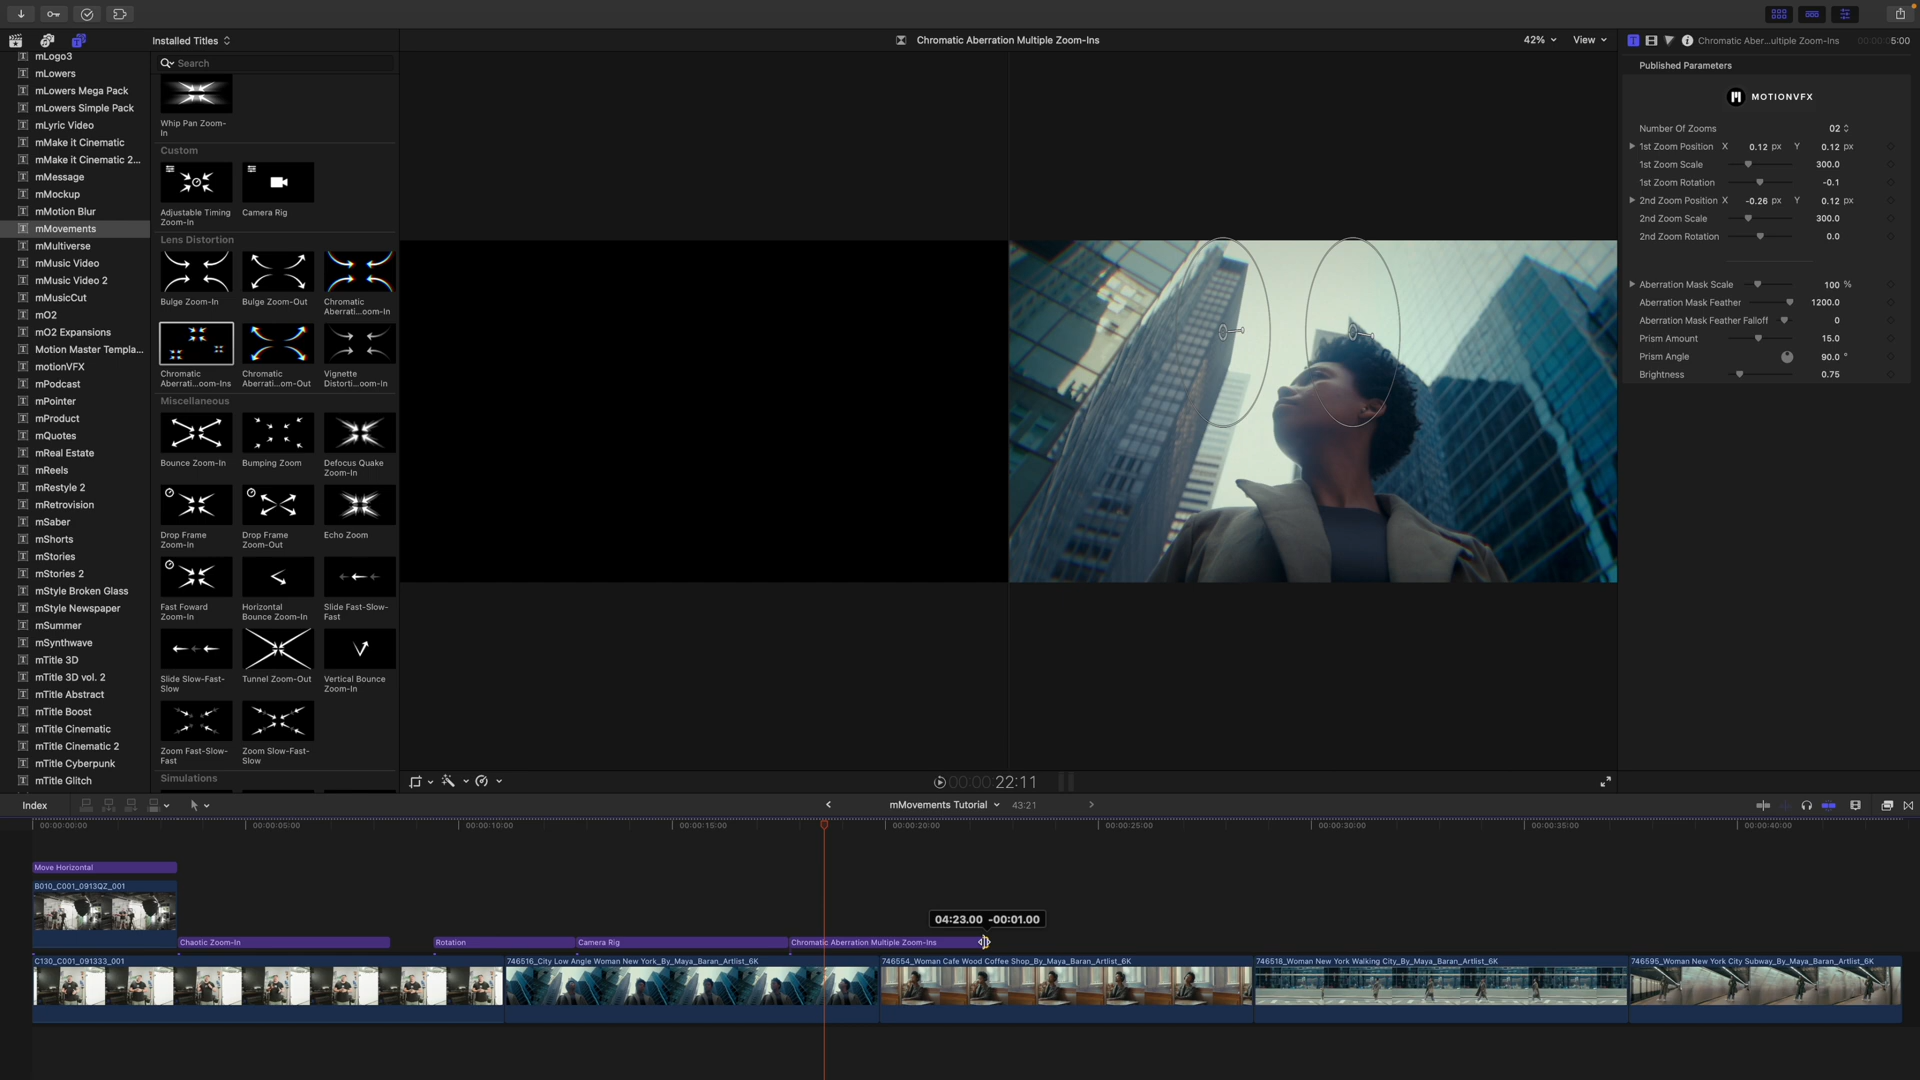 Installed Titles
Chromatic Aberration Multiple Zoom-Ins
42%
View
Chromatic Aber...ultiple Zoom-Ins
00:00:05:00
mLogo3
mLowers
mLowers Mega Pack
mLowers Simple Pack
mLyric Video
mMake it Cinematic
mMake it Cinematic 2...
mMessage
mMockup
mMotion Blur
mMovements
mMultiverse
mMusic Video
mMusic Video 2
mMusicCut
mO2
mO2 Expansions
Motion Master Templa...
motionVFX
mPodcast
mPointer
mProduct
mQuotes
mReal Estate
mReels
mRestyle 2
mRetrovision
mSaber
mShorts
mStories
mStories 2
mStyle Broken Glass
mStyle Newspaper
mSummer
mSynthwave
mTitle 3D
mTitle 3D vol. 2
mTitle Abstract
mTitle Boost
mTitle Cinematic
mTitle Cinematic 2
mTitle Cyberpunk
mTitle Glitch
Search
Whip Pan Zoom-
In
Custom
Adjustable Timing
Zoom-In
Camera Rig
Lens Distortion
Bulge Zoom-In
Bulge Zoom-Out
Chromatic
Aberrati...oom-In
Chromatic
Aberrati...oom-Ins
Chromatic
Aberrati...om-Out
Vignette
Distorti...oom-In
Miscellaneous
Bounce Zoom-In
Bumping Zoom
Defocus Quake
Zoom-In
Drop Frame
Zoom-In
Drop Frame
Zoom-Out
Echo Zoom
Fast Foward
Zoom-In
Horizontal
Bounce Zoom-In
Slide Fast-Slow-
Fast
Slide Slow-Fast-
Slow
Tunnel Zoom-Out
Vertical Bounce
Zoom-In
Zoom Fast-Slow-
Fast
Zoom Slow-Fast-
Slow
Simulations
Published Parameters
MOTIONVFX
Number Of Zooms 02
1st Zoom Position X 0.12 px Y 0.12 px
1st Zoom Scale 300.0
1st Zoom Rotation -0.1
2nd Zoom Position X -0.26 px Y 0.12 px
2nd Zoom Scale 300.0
2nd Zoom Rotation 0.0
Aberration Mask Scale 100 %
Aberration Mask Feather 1200.0
Aberration Mask Feather Falloff 0
Prism Amount 15.0
Prism Angle 90.0 °
Brightness 0.75
00:00:22:11
Index
mMovements Tutorial
43:21
00:00:00:00
00:00:05:00
00:00:10:00
00:00:15:00
00:00:20:00
00:00:25:00
00:00:30:00
00:00:35:00
00:00:40:00
Move Horizontal
B010_C001_0913QZ_001
04:23.00 -00:01.00
Chaotic Zoom-In
Rotation
Camera Rig
Chromatic Aberration Multiple Zoom-Ins
C130_C001_091333_001
746516_City Low Angle Woman New York_By_Maya_Baran_Artlist_6K
746554_Woman Cafe Wood Coffee Shop_By_Maya_Baran_Artlist_6K
746518_Woman New York Walking City_By_Maya_Baran_Artlist_6K
746595_Woman New York City Subway_By_Maya_Baran_Artlist_6K